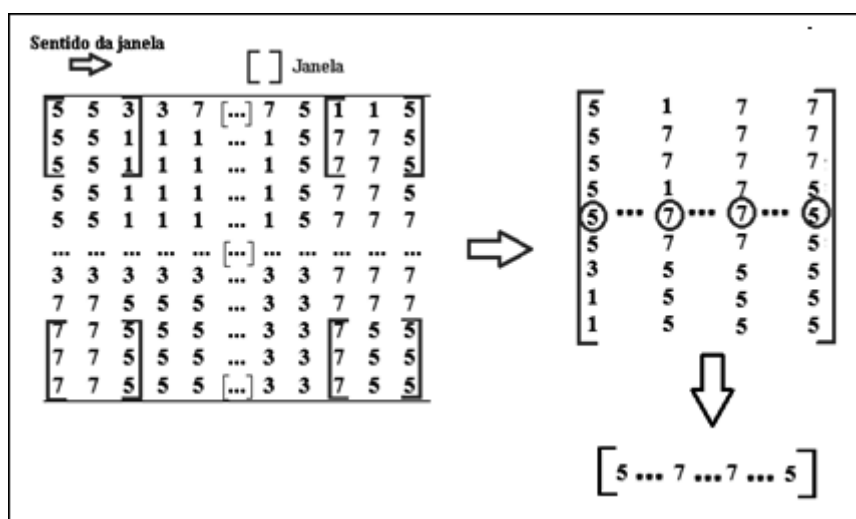 Sentido da janela
[ ] Janela
5 5 3 3 7 [...] 7 5 1 1 5
5 5 1 1 1 ... 1 5 7 7 5
5 5 1 1 1 ... 1 5 7 7 5
5 5 1 1 1 ... 1 5 7 7 5
5 5 1 1 1 ... 1 5 7 7 7
... ... ... ... ... [...] ... ... ... ... ...
3 3 3 3 3 ... 3 3 7 7 7
7 7 5 5 5 ... 3 3 7 7 7
7 7 5 5 5 ... 3 3 7 5 5
7 7 5 5 5 ... 3 3 7 5 5
7 7 5 5 5 [...] 3 3 7 5 5
5 1 7 7
5 7 7 7
5 7 7 7
5 1 7 5
5 ... 7 ... 7 ... 5
5 7 7 5
3 5 5 5
1 5 5 5
1 5 5 5
[ 5 ... 7 ... 7 ... 5 ]